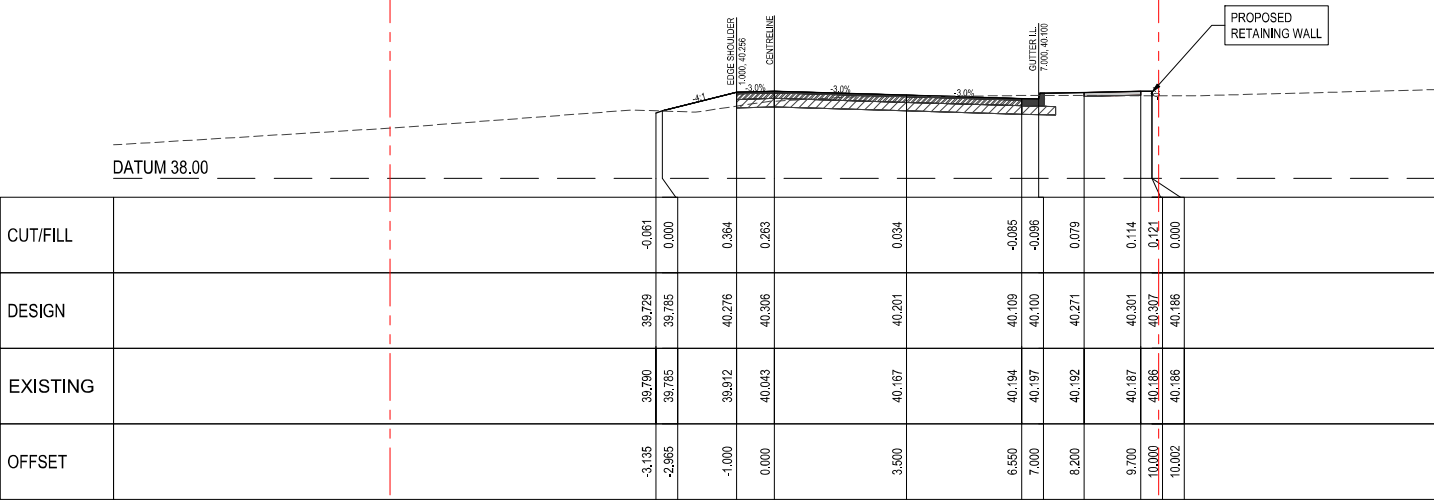 PROPOSED
RETAINING WALL
EDGE SHOULDER
1.000, 40.256
CENTRELINE
GUTTER I.L.
7.000, 40.100
-4:1
-3.0%
-3.0%
-3.0%
DATUM 38.00
CUT/FILL -0.061 0.000 0.364 0.263 0.034 -0.085 -0.096 0.079 0.114 0.121 0.000
DESIGN 39.729 39.785 40.276 40.306 40.201 40.109 40.100 40.271 40.301 40.307 40.186
EXISTING 39.790 39.785 39.912 40.043 40.167 40.194 40.197 40.192 40.187 40.186 40.186
OFFSET -3.135 -2.965 -1.000 0.000 3.500 6.550 7.000 8.200 9.700 10.000 10.002